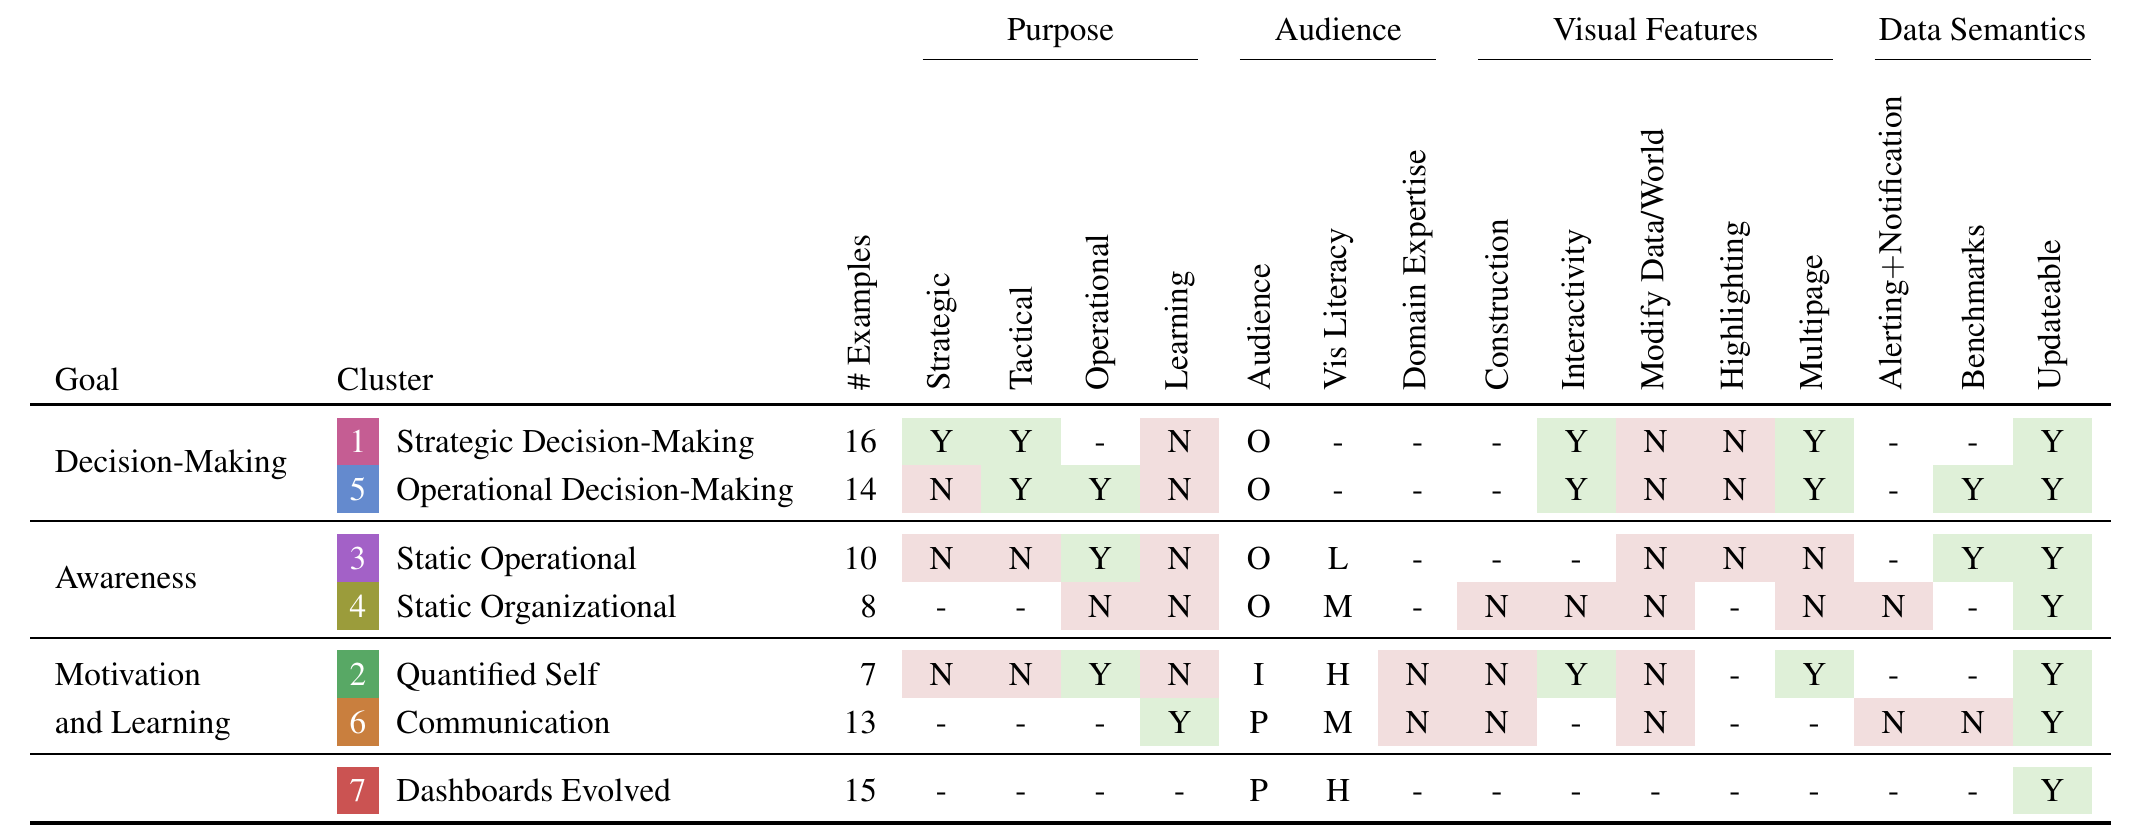 Purpose Audience Visual Features Data Semantics
Goal Cluster # Examples Strategic Tactical Operational Learning Audience Vis Literacy Domain Expertise Construction Interactivity Modify Data/World Highlighting Multipage Alerting+Notification Benchmarks Updateable
Decision-Making
1 Strategic Decision-Making 16 Y Y - N O - - - Y N N Y - - Y
5 Operational Decision-Making 14 N Y Y N O - - - Y N N Y - Y Y
Awareness
3 Static Operational 10 N N Y N O L - - - N N N - Y Y
4 Static Organizational 8 - - N N O M - N N N - N N - Y
Motivation
and Learning
2 Quantified Self 7 N N Y N I H N N Y N - Y - - Y
6 Communication 13 - - - Y P M N N - N - - N N Y
7 Dashboards Evolved 15 - - - - P H - - - - - - - - Y